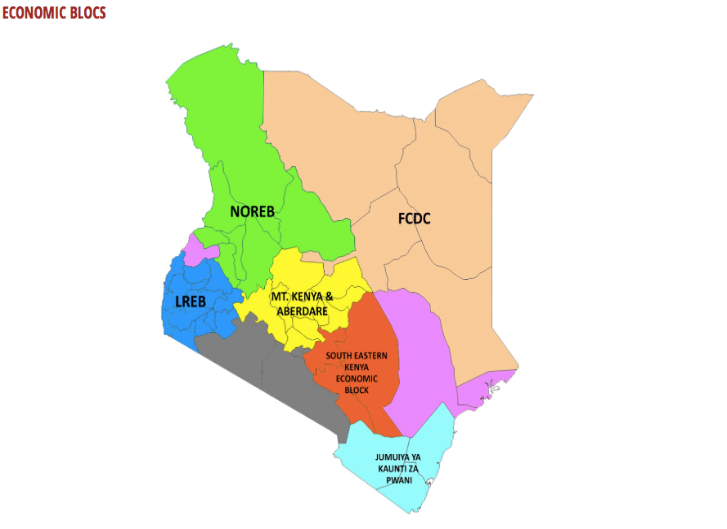 ECONOMIC BLOCS
NOREB
FCDC
LREB
MT. KENYA &
ABERDARE
SOUTH EASTERN
KENYA
ECONOMIC
BLOCK
JUMUIYA YA
KAUNTI ZA
PWANI